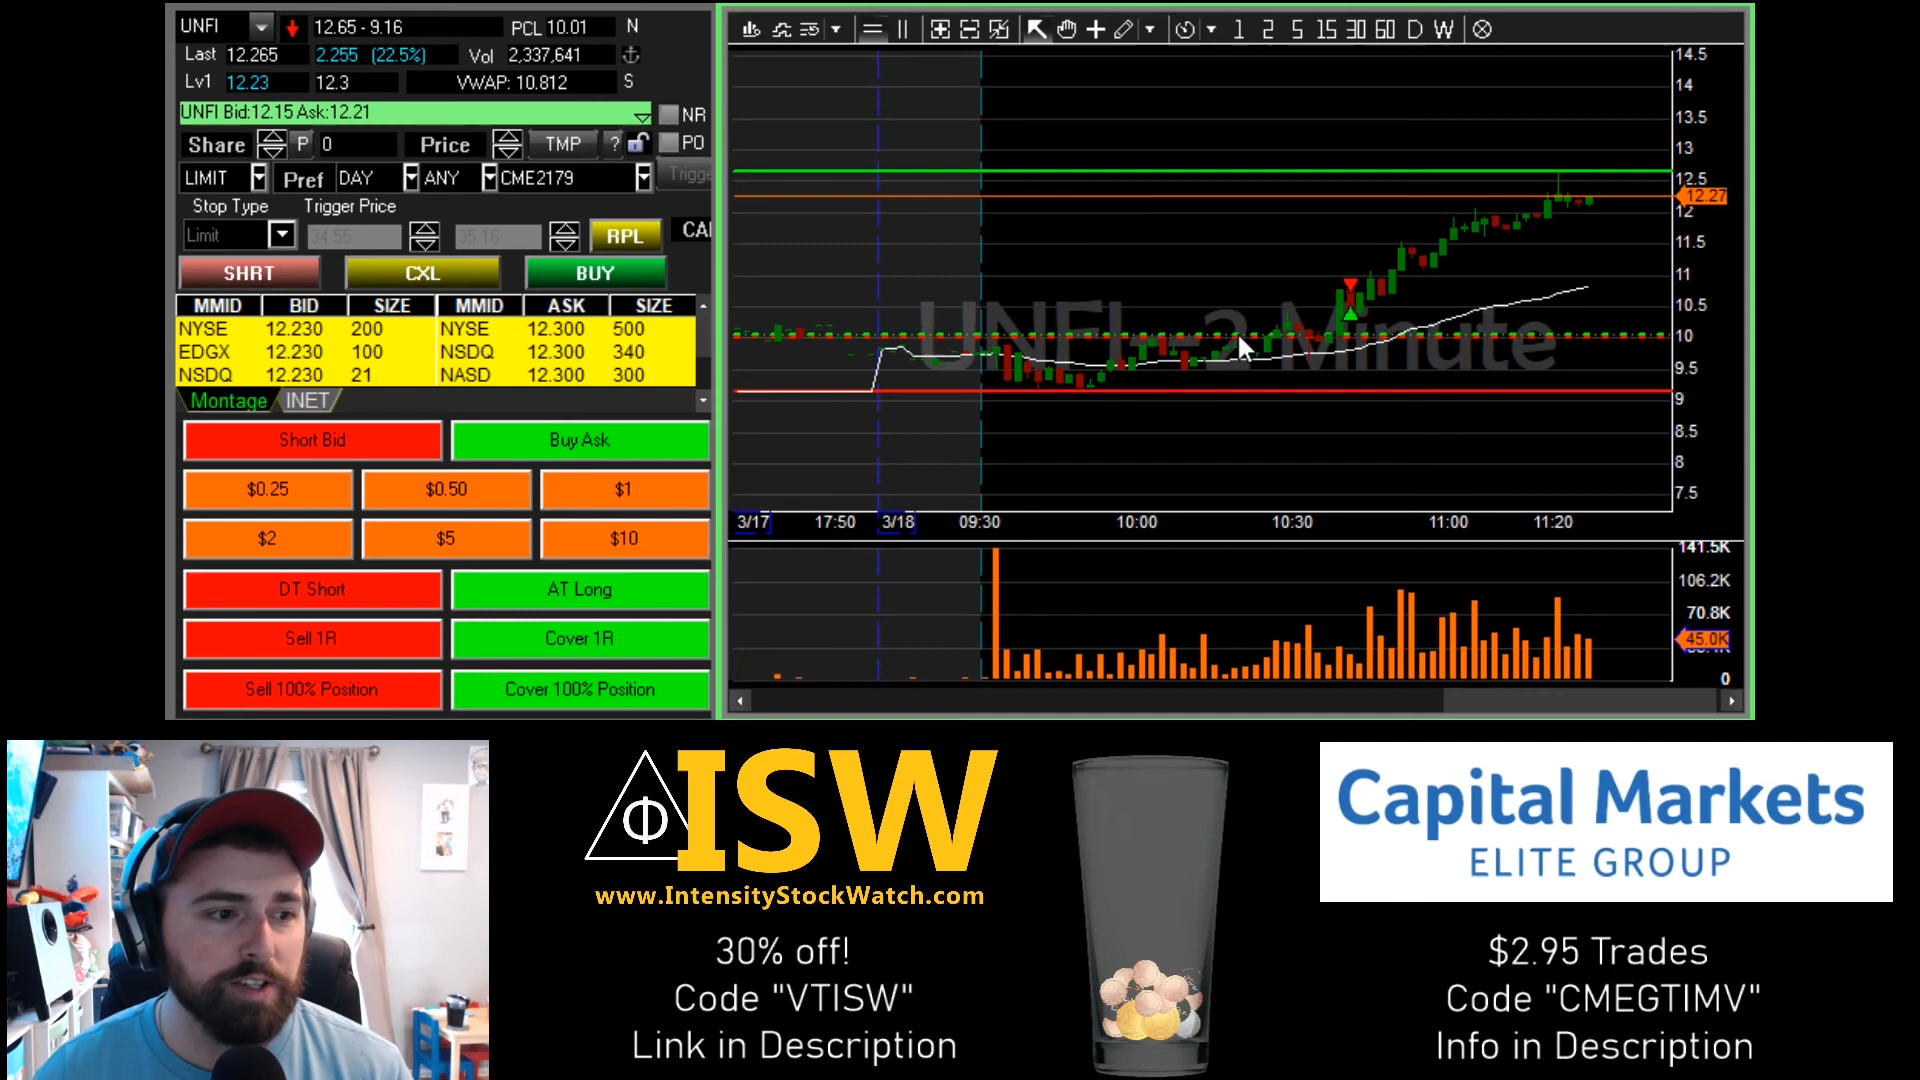 UNFI 12.65 - 9.16 PCL 10.01 N
Last 12.265 2.255 (22.5%) Vol 2,337,641
Lv1 12.23 12.3 VWAP: 10.812 S
UNFI Bid:12.15 Ask:12.21 NR
Share P 0 Price TMP ? PO
LIMIT Pref DAY ANY CME2179 Trigge
Stop Type Trigger Price
Limit 34.55 35.16 RPL CA
SHRT CXL BUY
MMID BID SIZE MMID ASK SIZE
NYSE 12.230 200 NYSE 12.300 500
EDGX 12.230 100 NSDQ 12.300 340
NSDQ 12.230 21 NASD 12.300 300
Montage INET
Short Bid Buy Ask
$0.25 $0.50 $1
$2 $5 $10
DT Short AT Long
Sell 1R Cover 1R
Sell 100% Position Cover 100% Position
1 2 5 15 30 60 D W
14.5
14
13.5
13
12.5
12.27
12
11.5
11
10.5
10
9.5
9
8.5
8
7.5
UNFI--2 Minute
3/17 17:50 3/18 09:30 10:00 10:30 11:00 11:20
141.5K
106.2K
70.8K
45.0K
0
Φ ISW
www.IntensityStockWatch.com
30% off!
Code "VTISW"
Link in Description
Capital Markets
ELITE GROUP
$2.95 Trades
Code "CMEGTIMV"
Info in Description